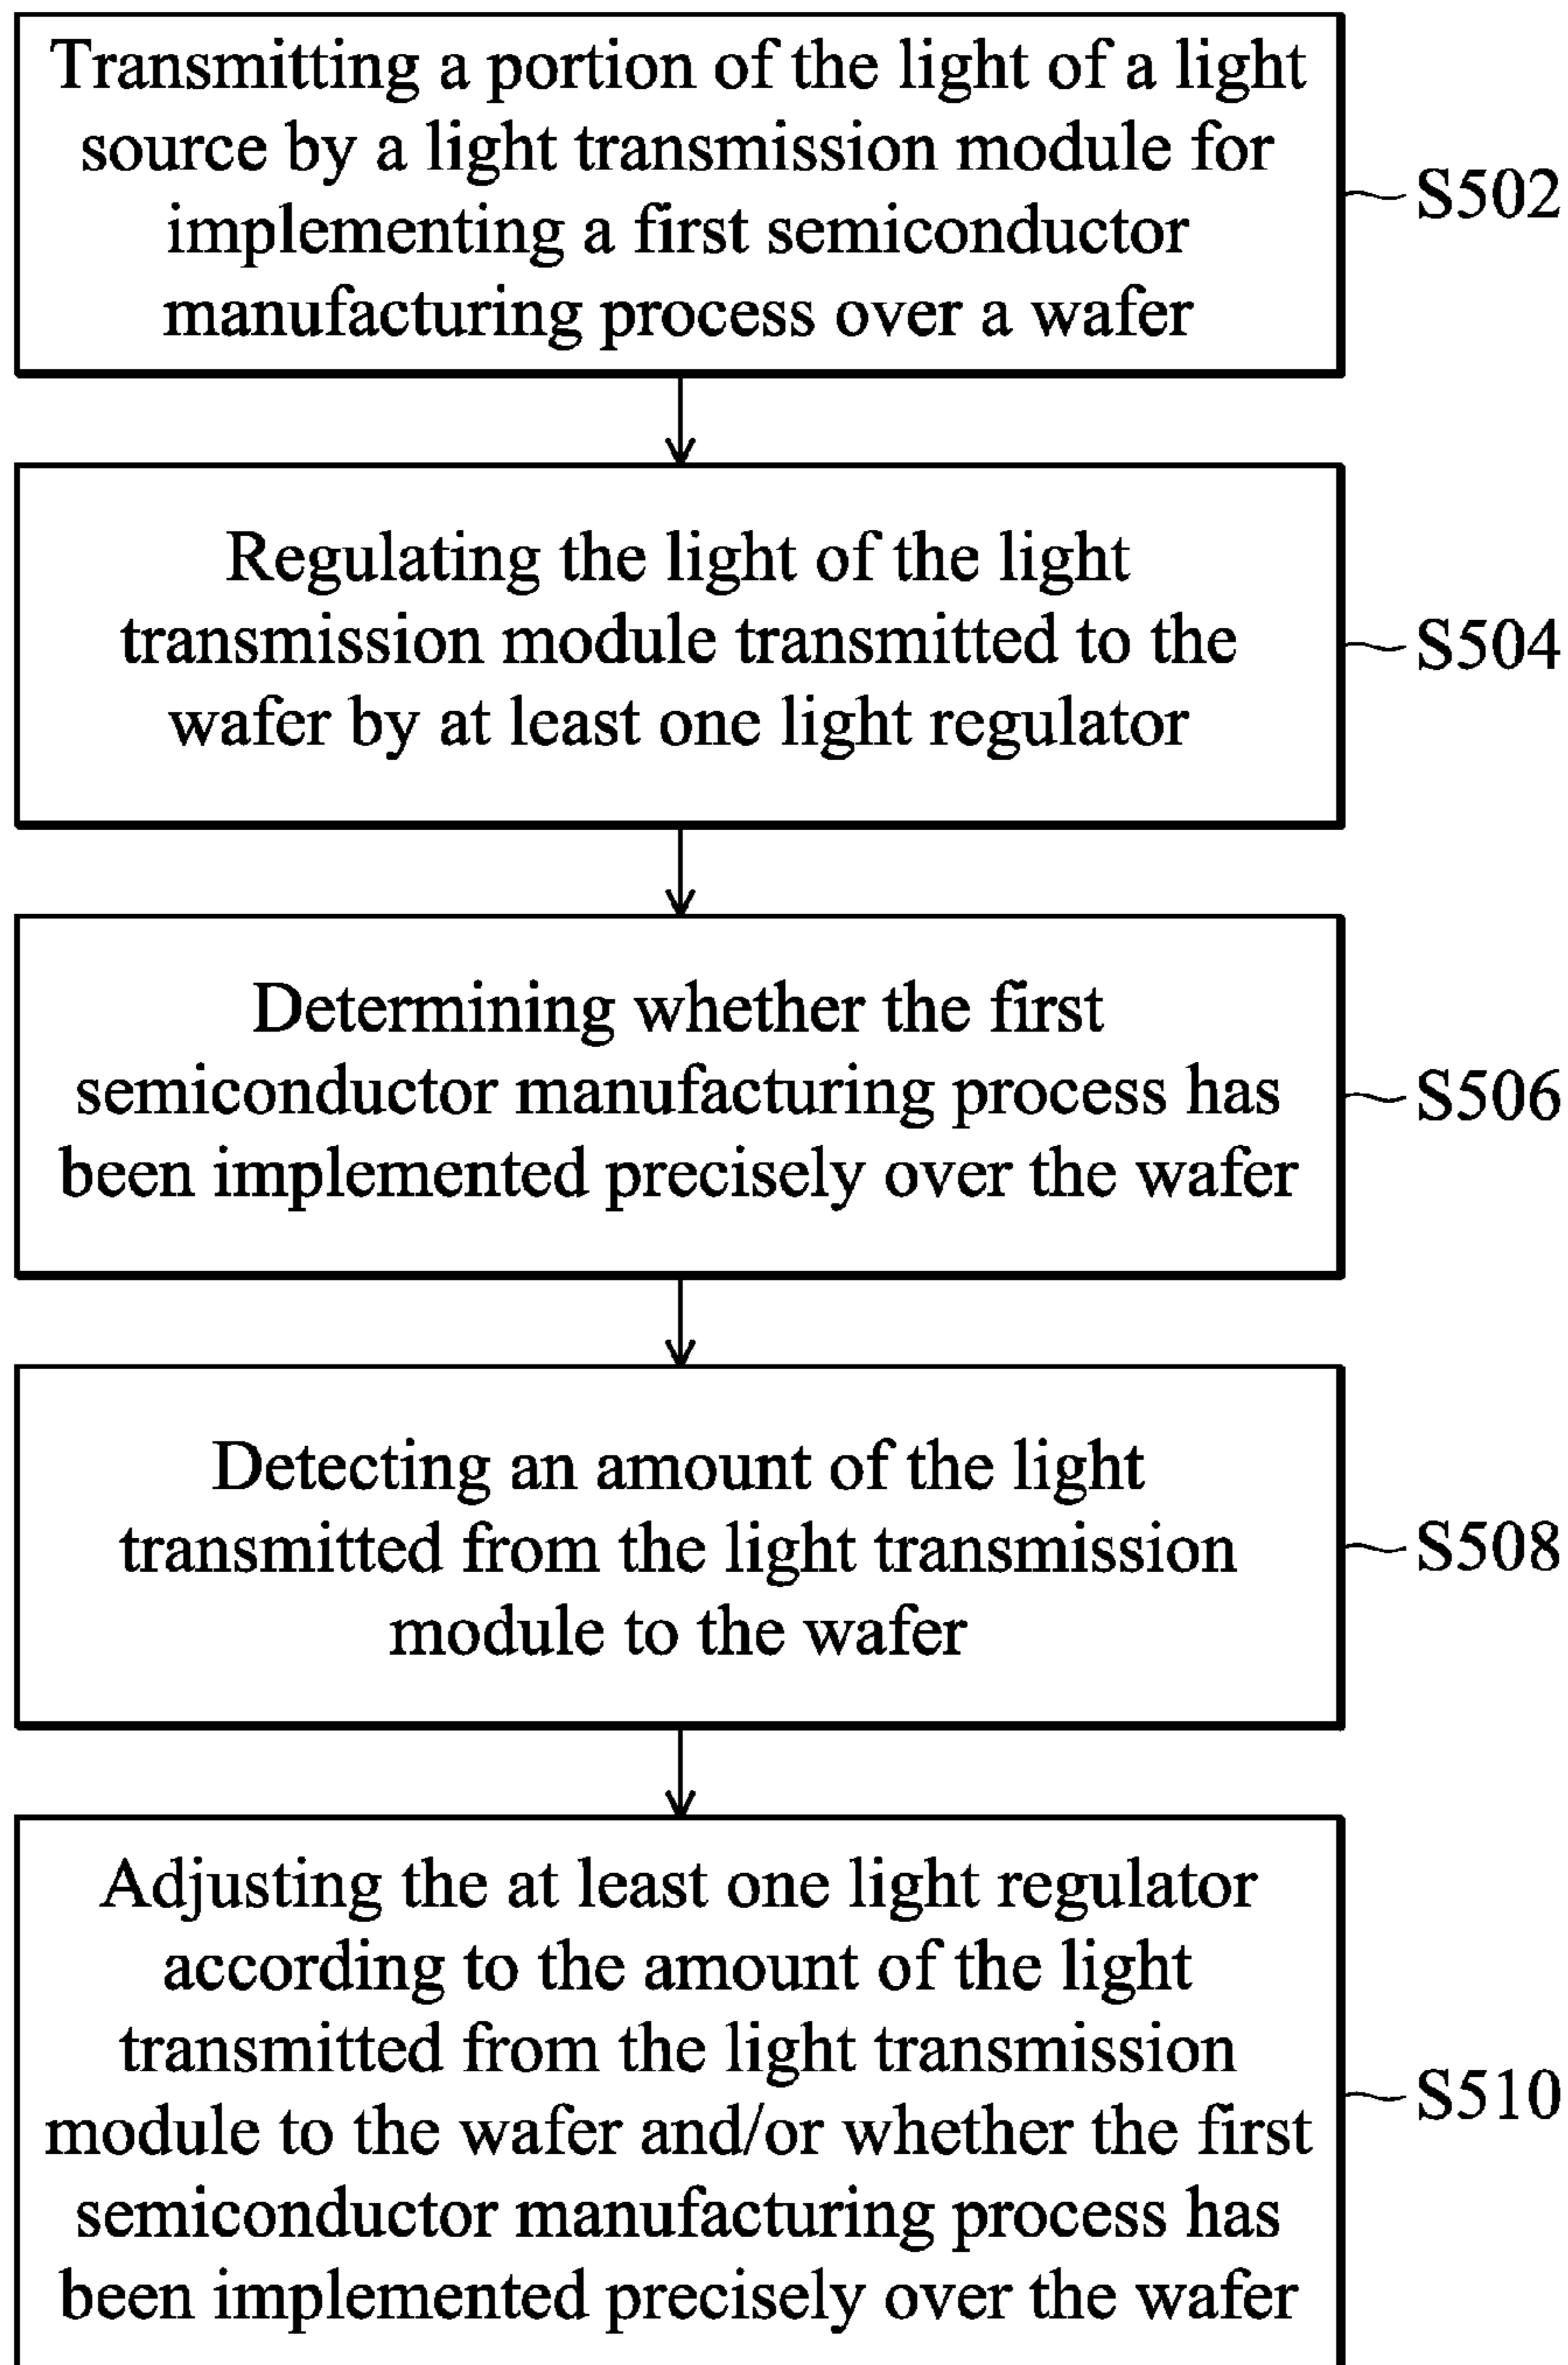 Transmitting a portion of the light of a light
source by a light transmission module for
implementing a first semiconductor
manufacturing process over a wafer
S502
Regulating the light of the light
transmission module transmitted to the
wafer by at least one light regulator
S504
Determining whether the first
semiconductor manufacturing process has
been implemented precisely over the wafer
S506
Detecting an amount of the light
transmitted from the light transmission
module to the wafer
S508
Adjusting the at least one light regulator
according to the amount of the light
transmitted from the light transmission
module to the wafer and/or whether the first
semiconductor manufacturing process has
been implemented precisely over the wafer
S510